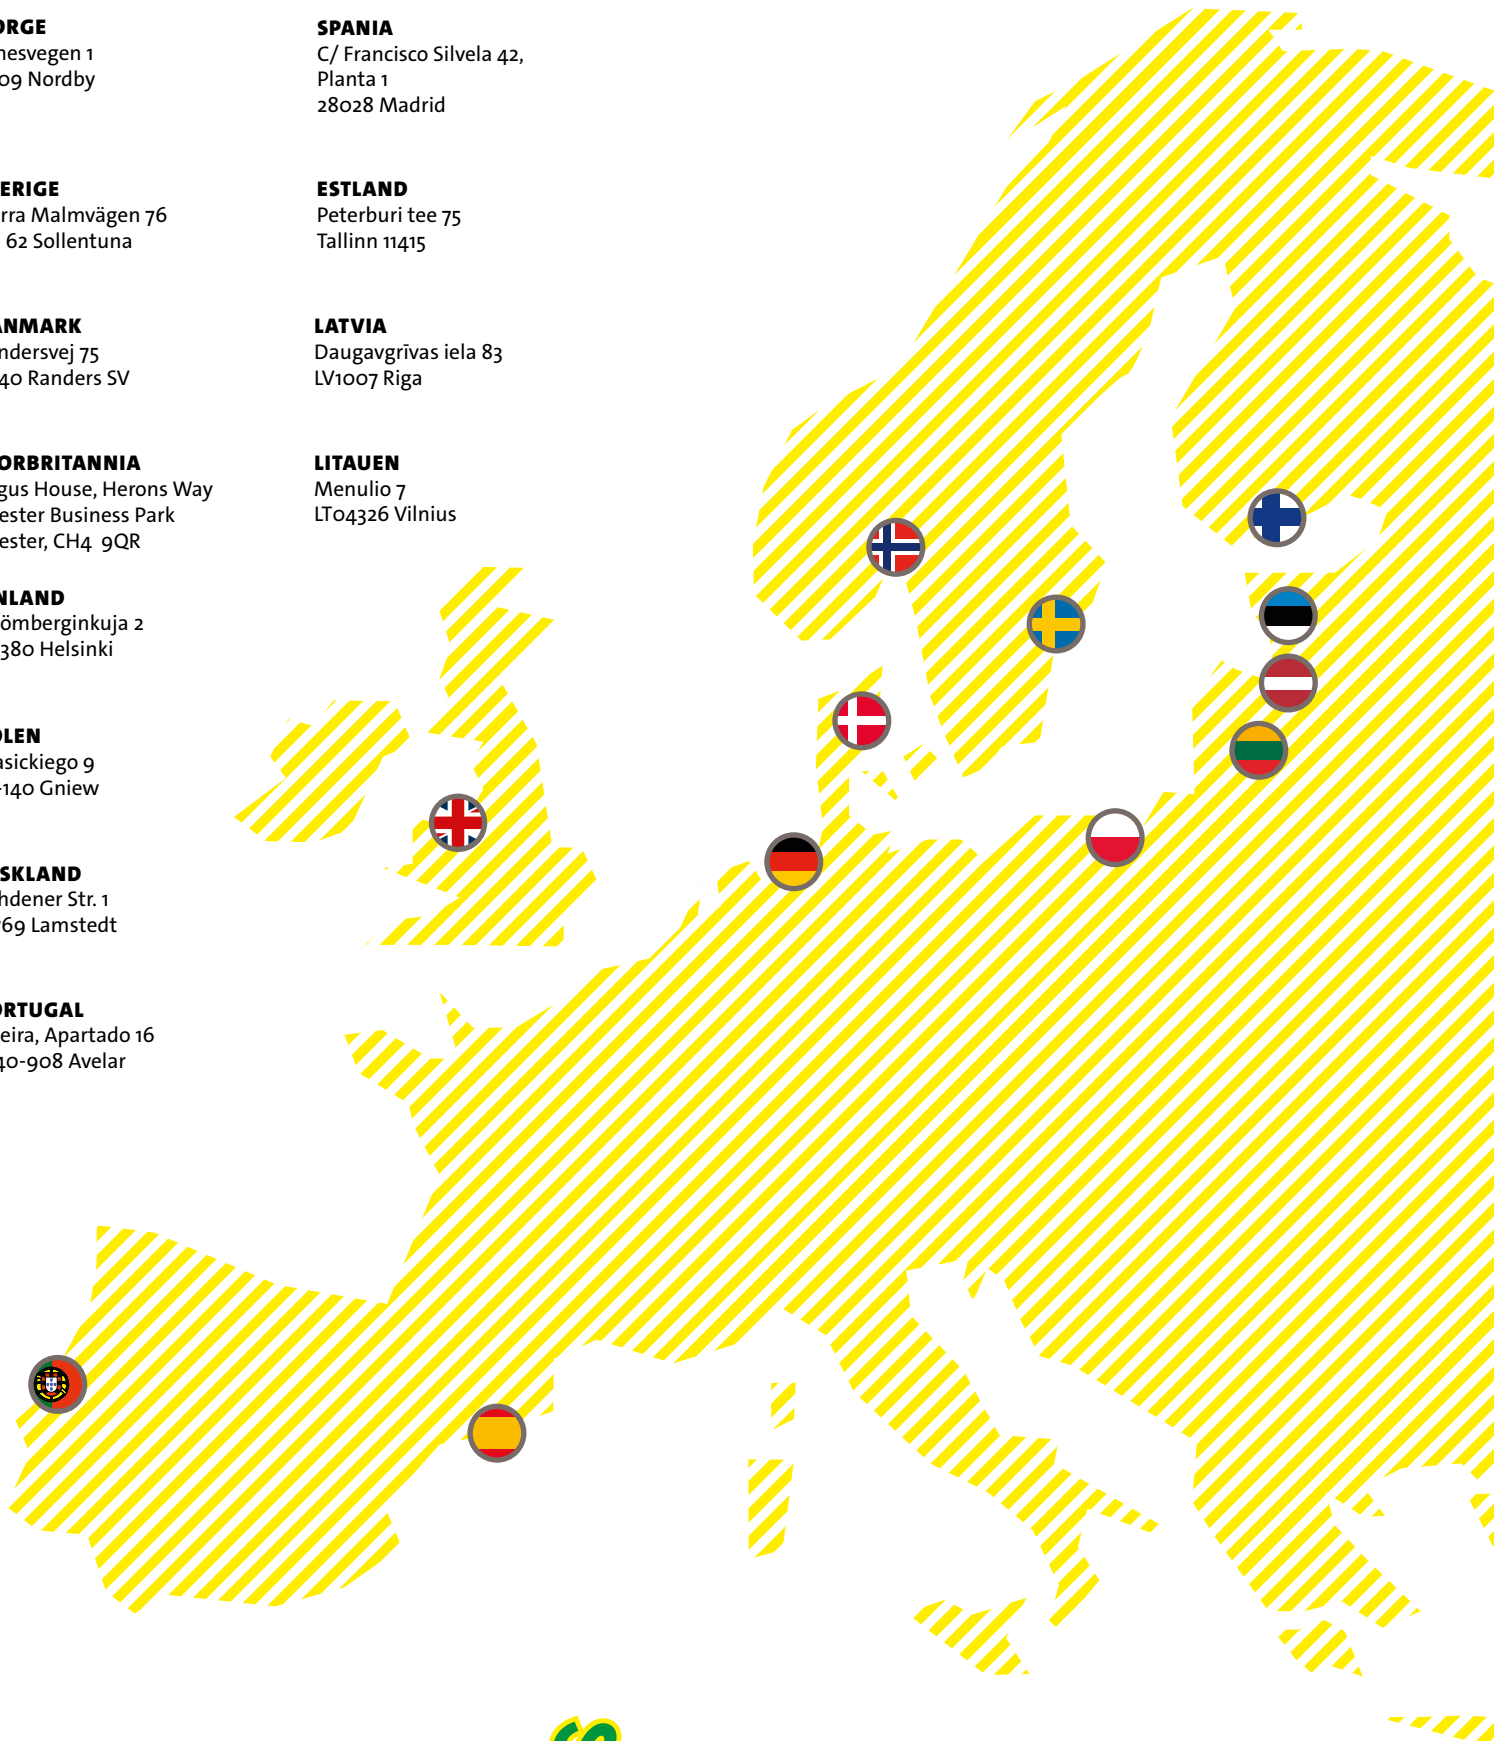 ORGE
nesvegen 1
09 Nordby
ERIGE
rra Malmvägen 76
62 Sollentuna
ANMARK
ndersvej 75
40 Randers SV
ORBRITANNIA
gus House, Herons Way
ester Business Park
ester, CH4 9QR
NLAND
ömberginkuja 2
380 Helsinki
LEN
asickiego 9
-140 Gniew
SKLAND
hdener Str. 1
69 Lamstedt
ORTUGAL
eira, Apartado 16
40-908 Avelar
SPANIA
C/ Francisco Silvela 42,
Planta 1
28028 Madrid
ESTLAND
Peterburi tee 75
Tallinn 11415
LATVIA
Daugavgrīvas iela 83
LV1007 Riga
LITAUEN
Menulio 7
LT04326 Vilnius